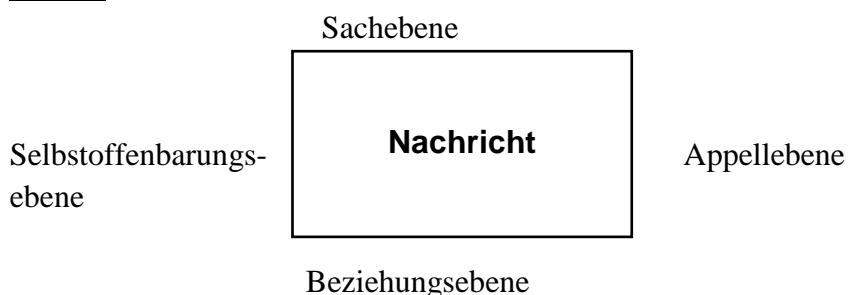 Sachebene
Nachricht
Selbstoffenbarungs-
ebene
Appellebene
Beziehungsebene